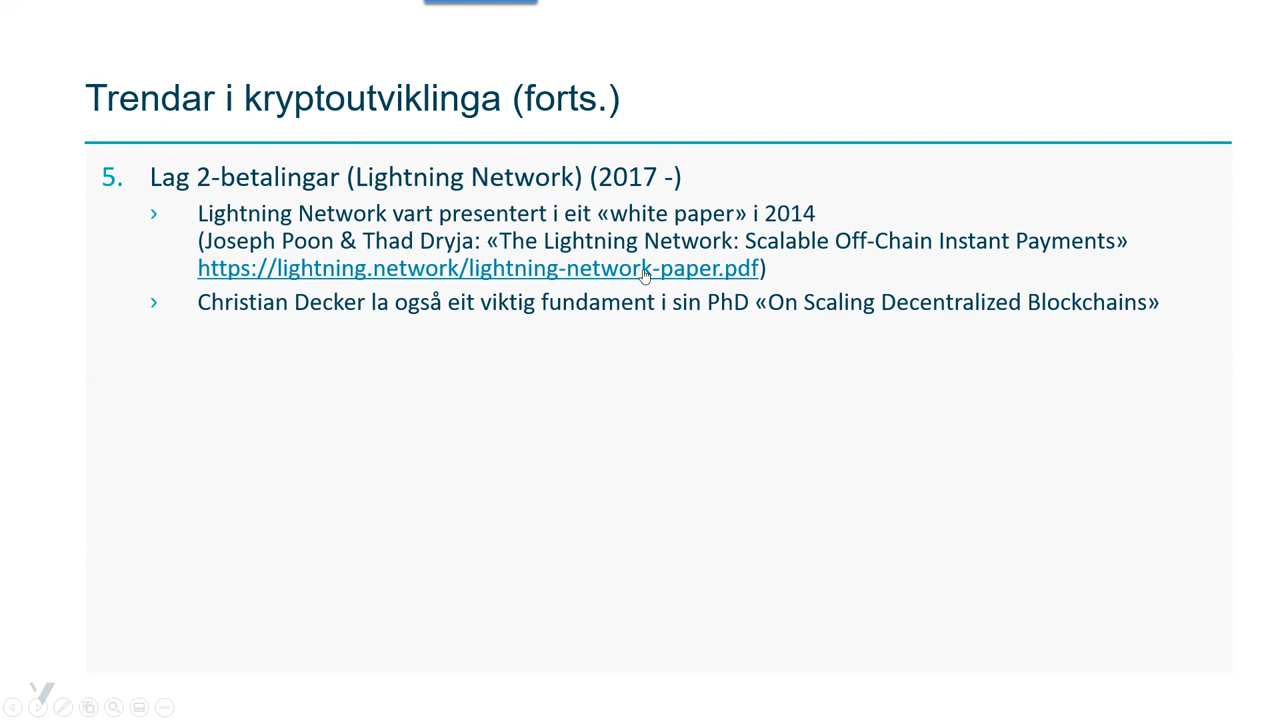 Trendar i kryptoutviklinga (forts.)
5. Lag 2-betalingar (Lightning Network) (2017 -)
› Lightning Network vart presentert i eit «white paper» i 2014
(Joseph Poon & Thad Dryja: «The Lightning Network: Scalable Off-Chain Instant Payments»
https://lightning.network/lightning-network-paper.pdf)
› Christian Decker la også eit viktig fundament i sin PhD «On Scaling Decentralized Blockchains»